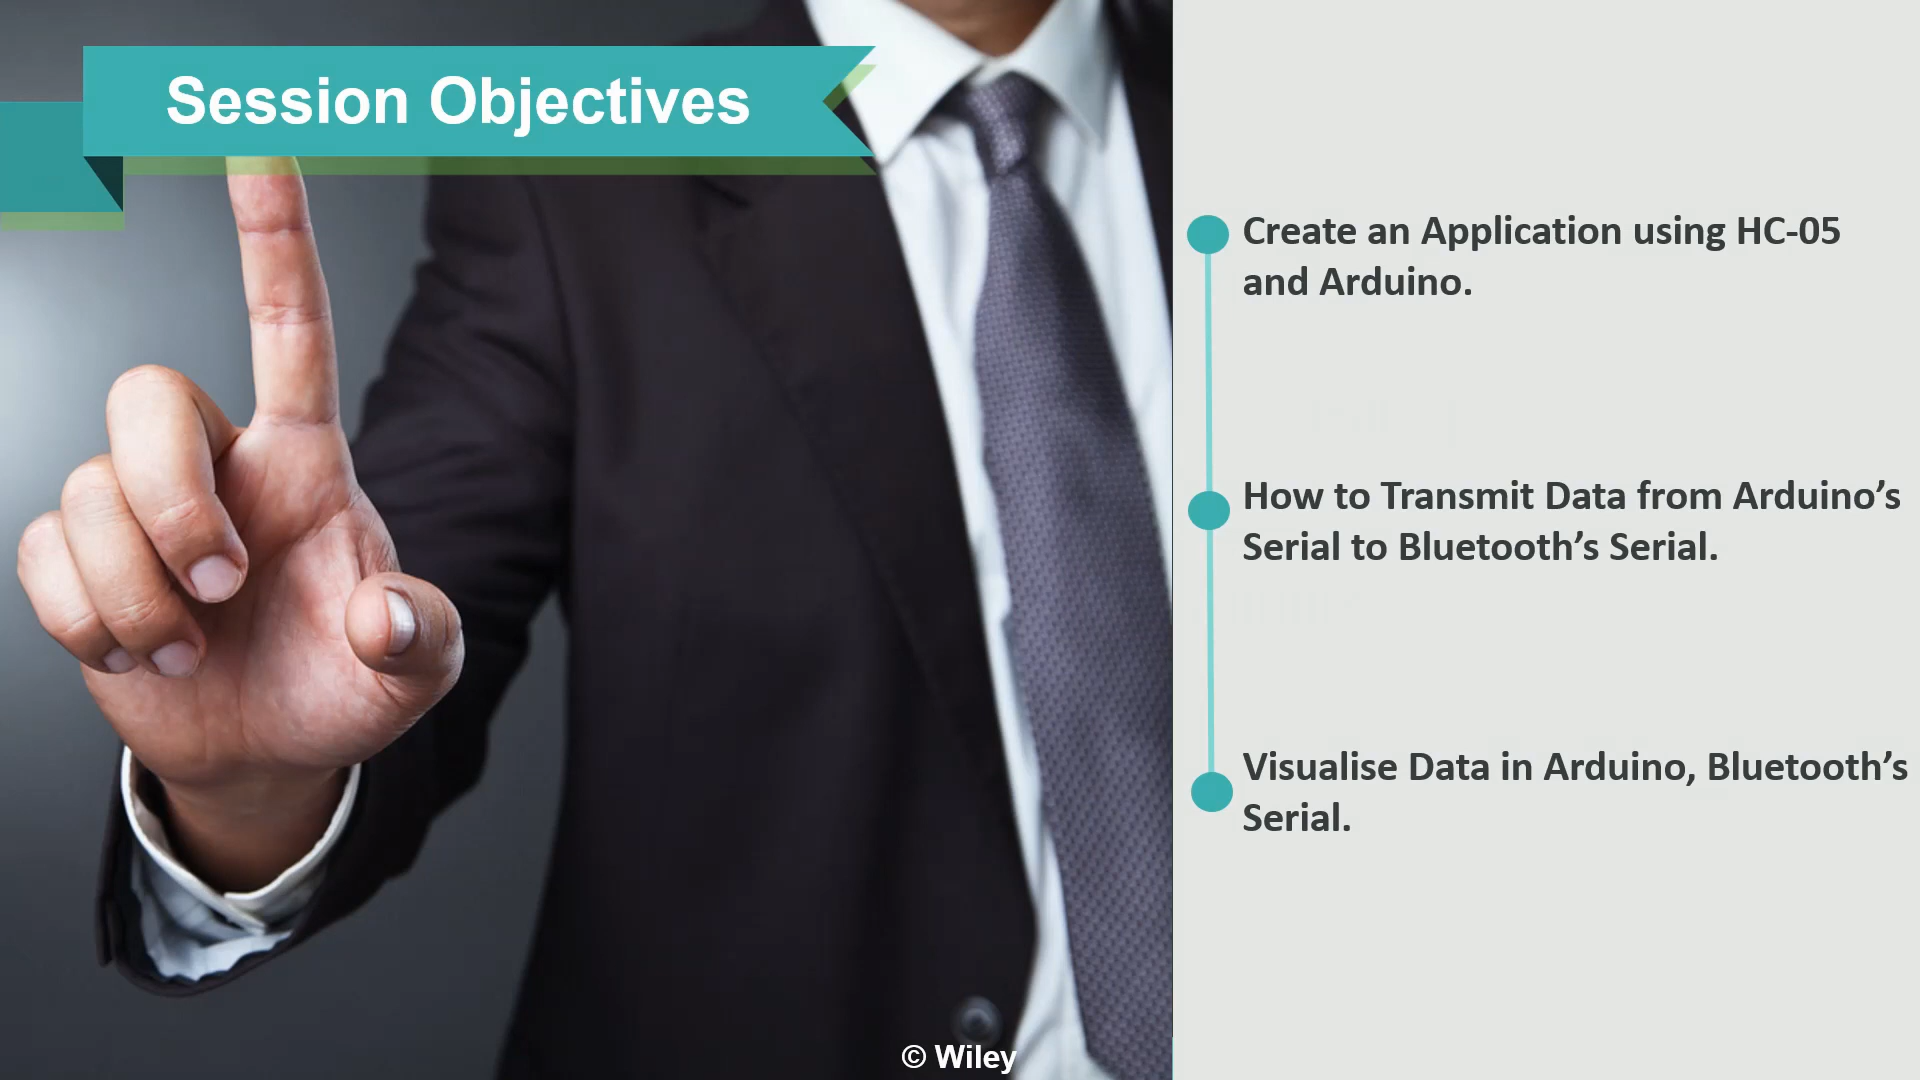 Session Objectives
Create an Application using HC-05
and Arduino.
How to Transmit Data from Arduino’s
Serial to Bluetooth’s Serial.
Visualise Data in Arduino, Bluetooth’s
Serial.
© Wiley